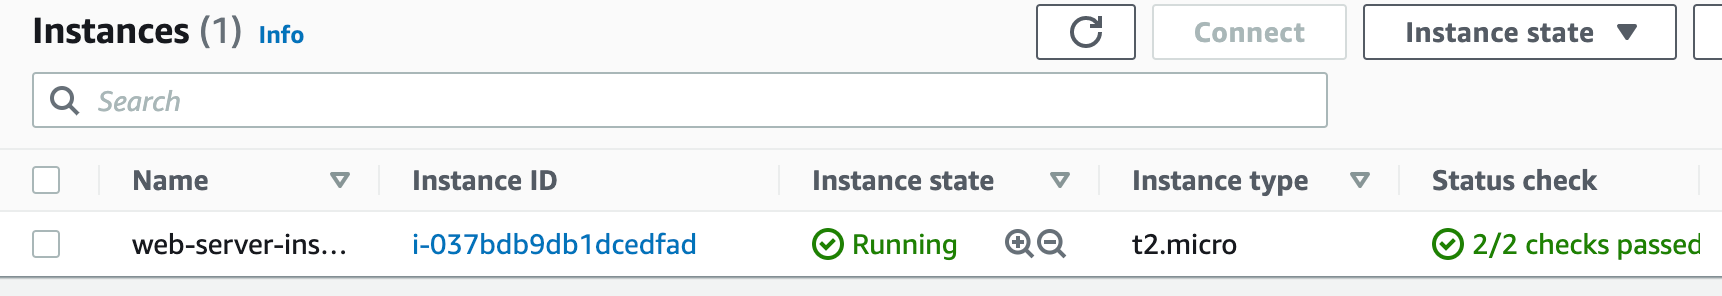 Instances (1) Info
Connect
Instance state
Search
Name Instance ID Instance state Instance type Status check
web-server-ins... i-037bdb9db1dcedfad Running t2.micro 2/2 checks passed